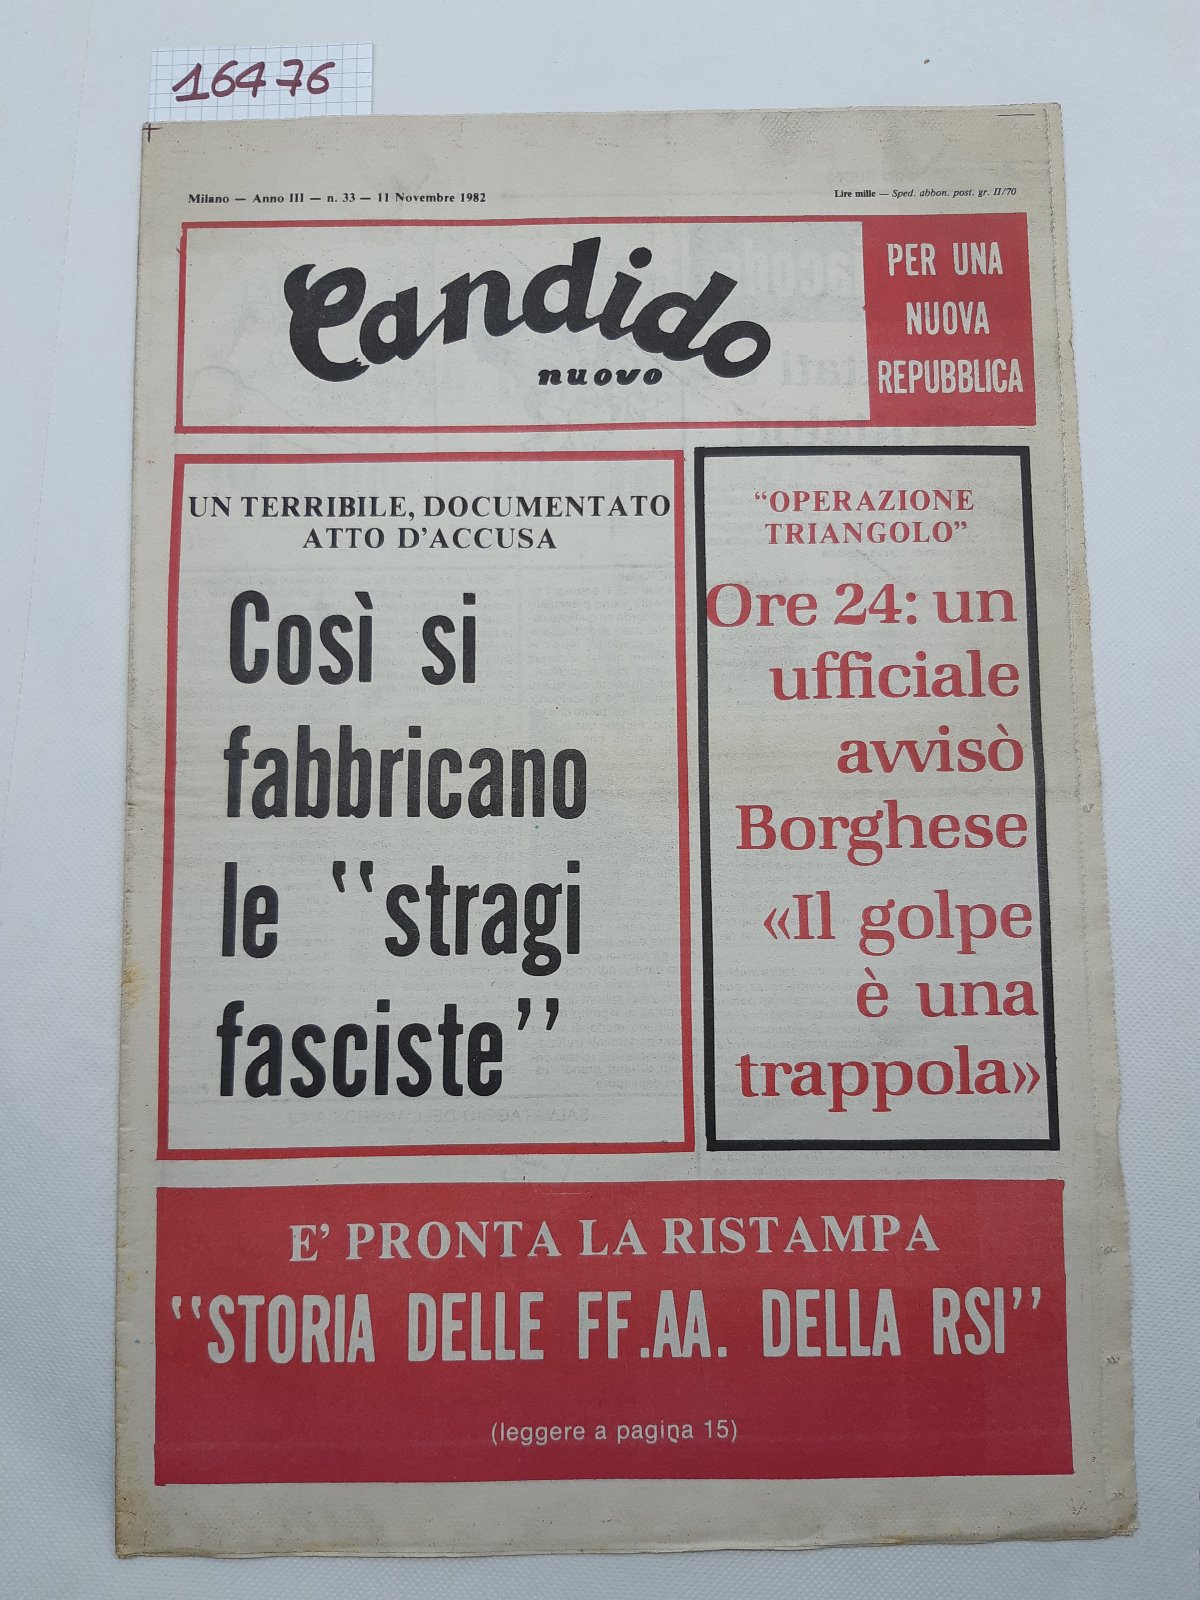 16476
Milano — Anno III — n. 33 — 11 Novembre 1982
Lire mille — Sped. abbon. post. gr. II/70
Candido
nuovo
PER UNA
NUOVA
REPUBBLICA
UN TERRIBILE, DOCUMENTATO
ATTO D'ACCUSA
Così si
fabbricano
le "stragi
fasciste"
"OPERAZIONE
TRIANGOLO"
Ore 24: un
ufficiale
avvisò
Borghese
«Il golpe
è una
trappola»
E' PRONTA LA RISTAMPA
"STORIA DELLE FF.AA. DELLA RSI"
(leggere a pagina 15)